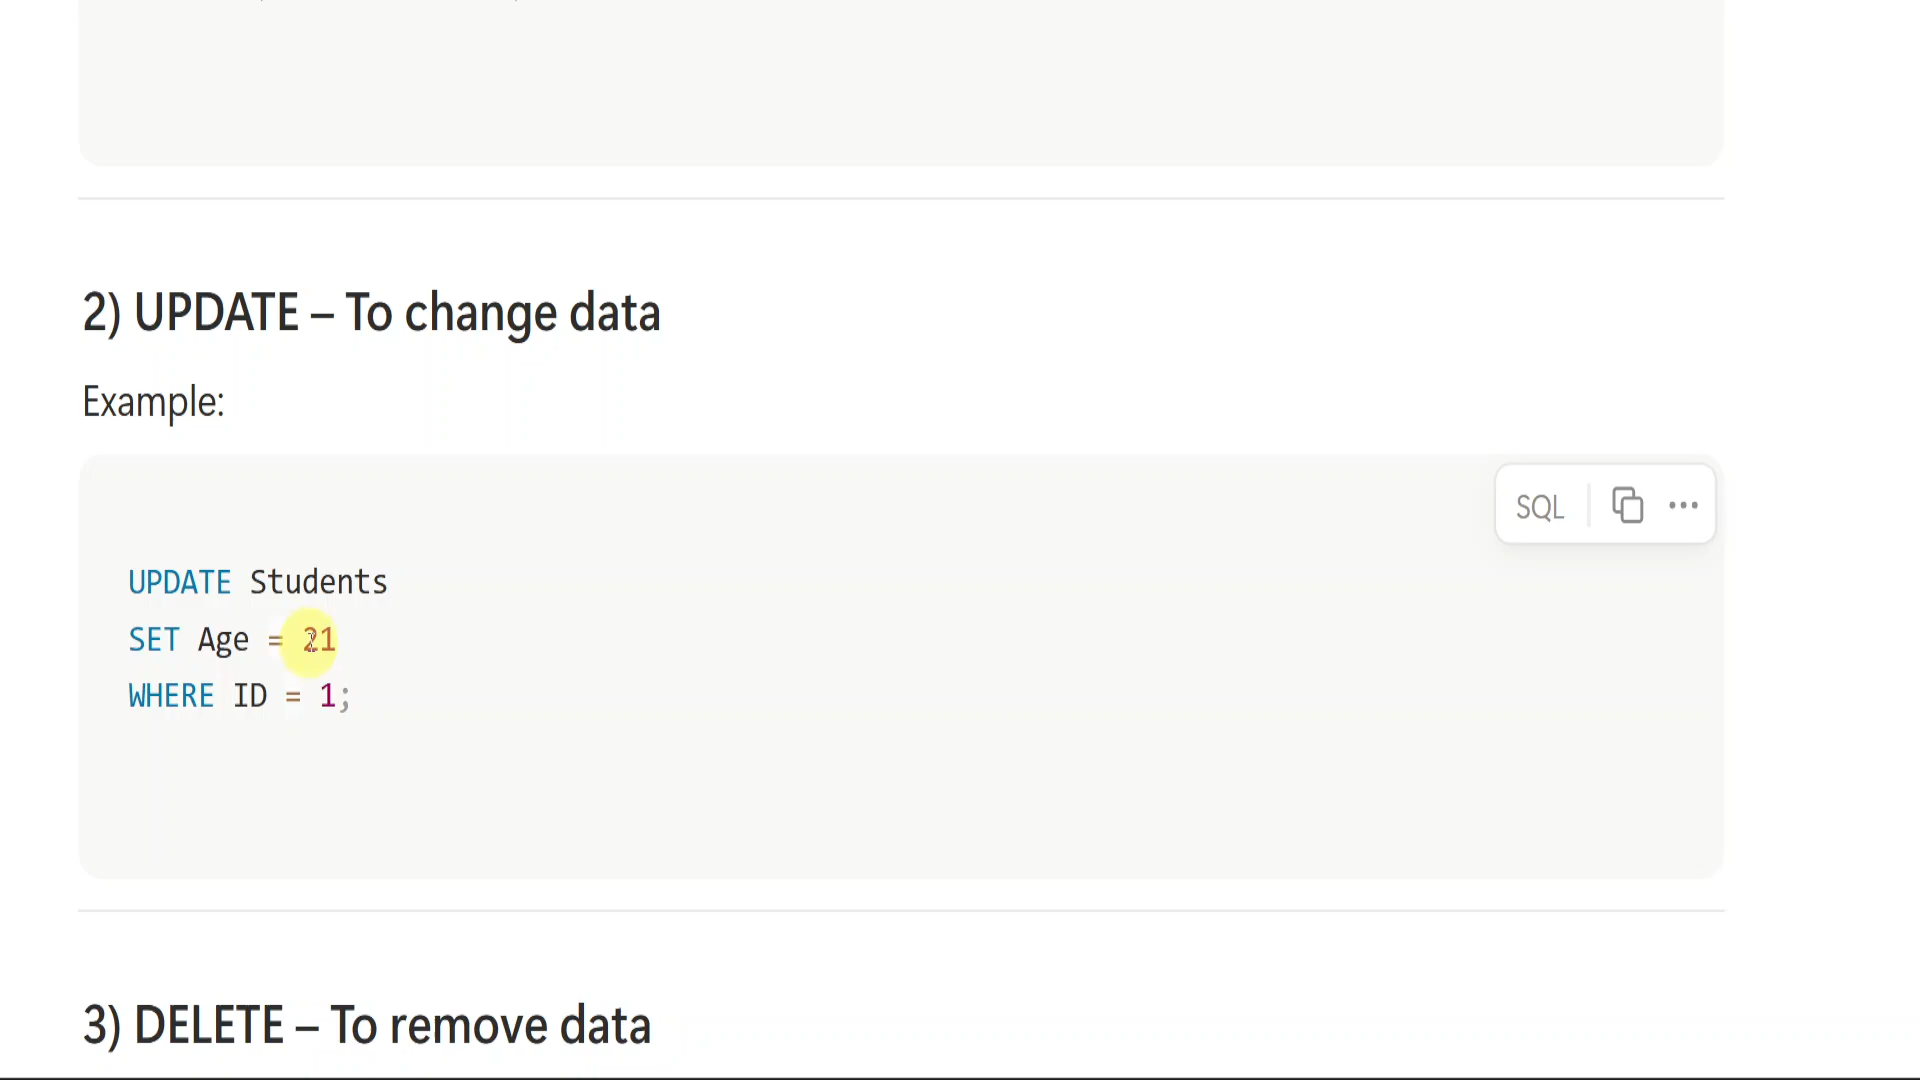 2) UPDATE – To change data
Example:
SQL
UPDATE Students
SET Age = 21
WHERE ID = 1;
3) DELETE – To remove data